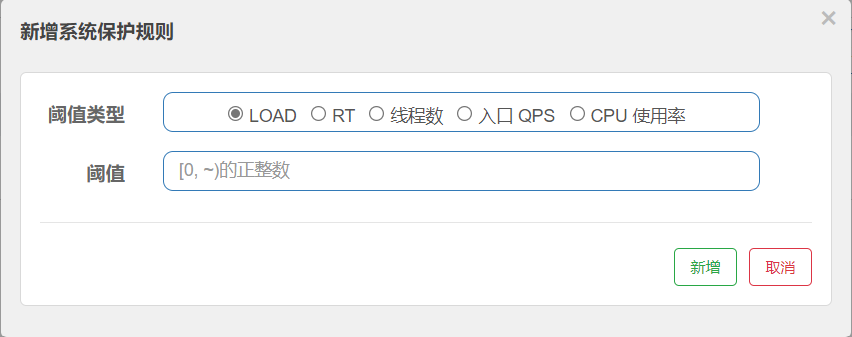 新增系统保护规则
×
阈值类型 LOAD RT 线程数 入口 QPS CPU 使用率
阈值 [0, ~)的正整数
新增 取消